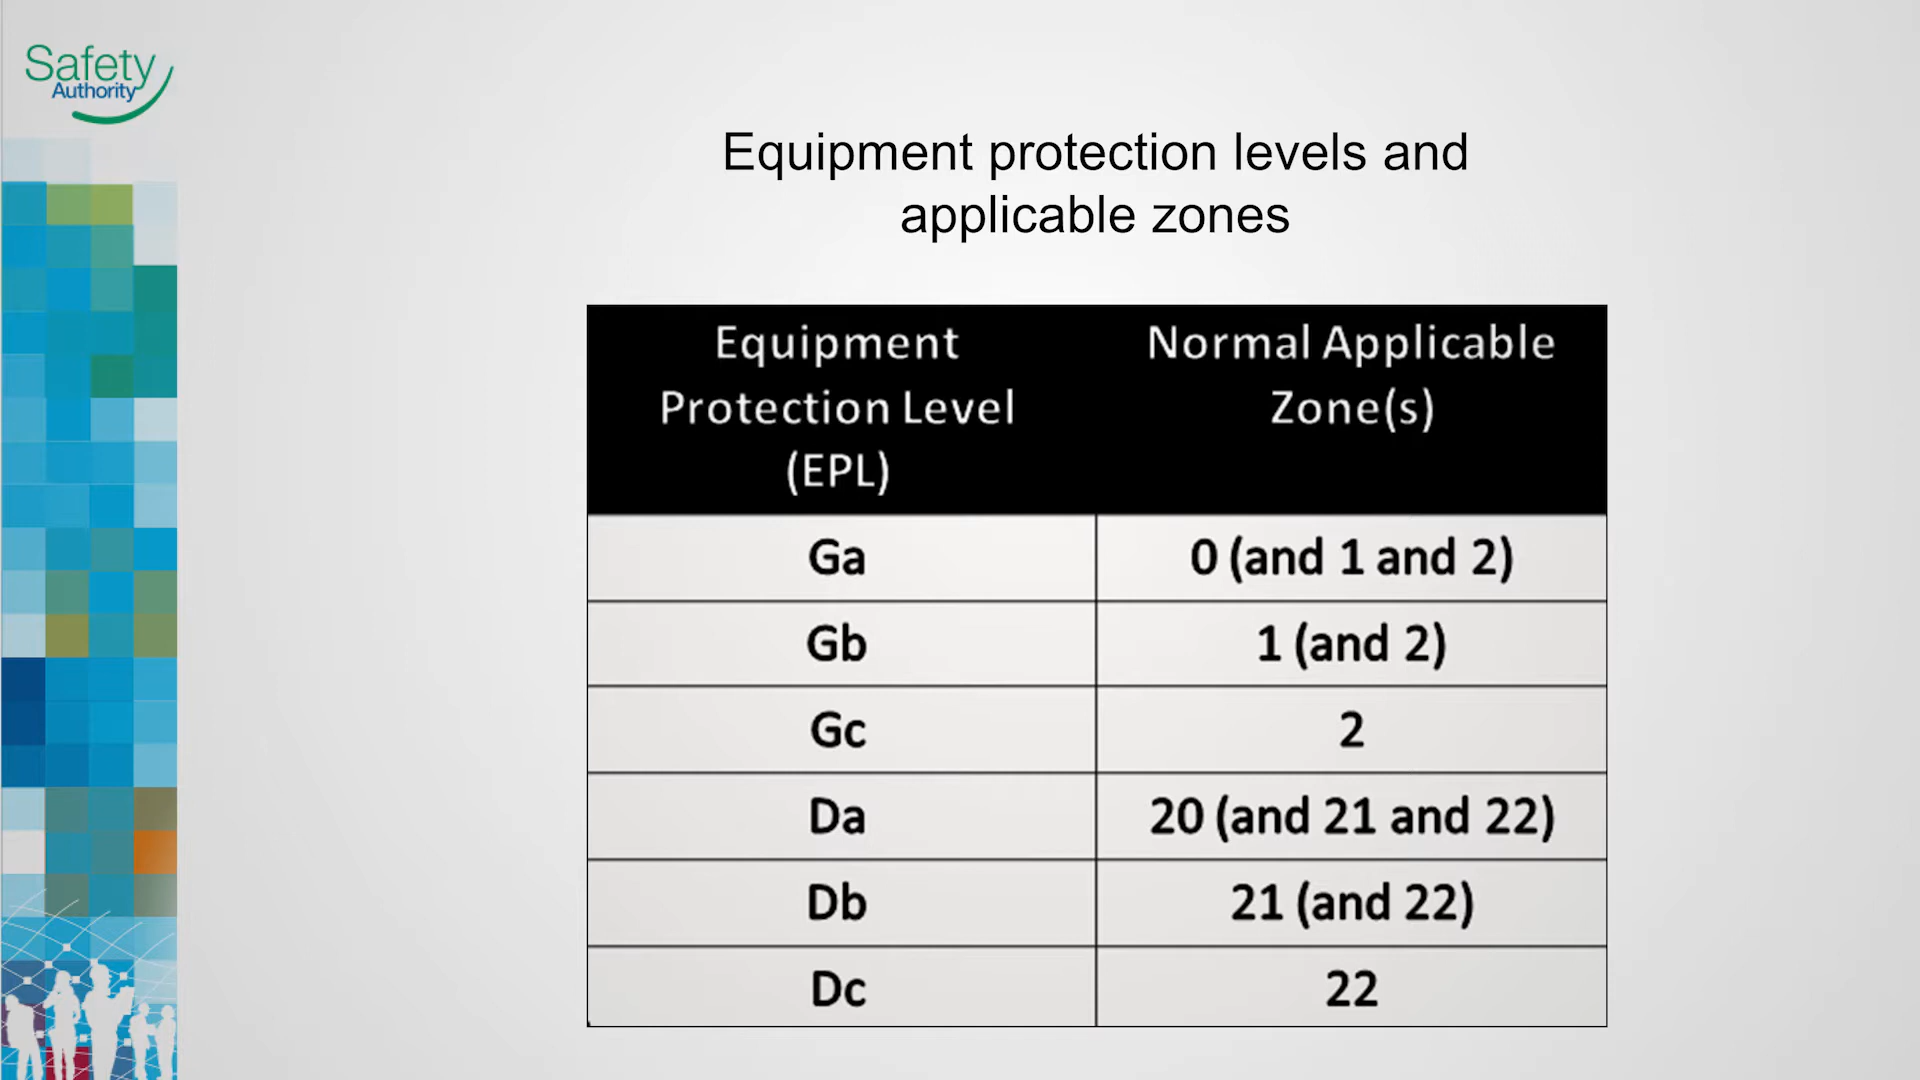 Safety
Authority
Equipment protection levels and
applicable zones
Equipment
Protection Level
(EPL)
Normal Applicable
Zone(s)
Ga
0 (and 1 and 2)
Gb
1 (and 2)
Gc
2
Da
20 (and 21 and 22)
Db
21 (and 22)
Dc
22